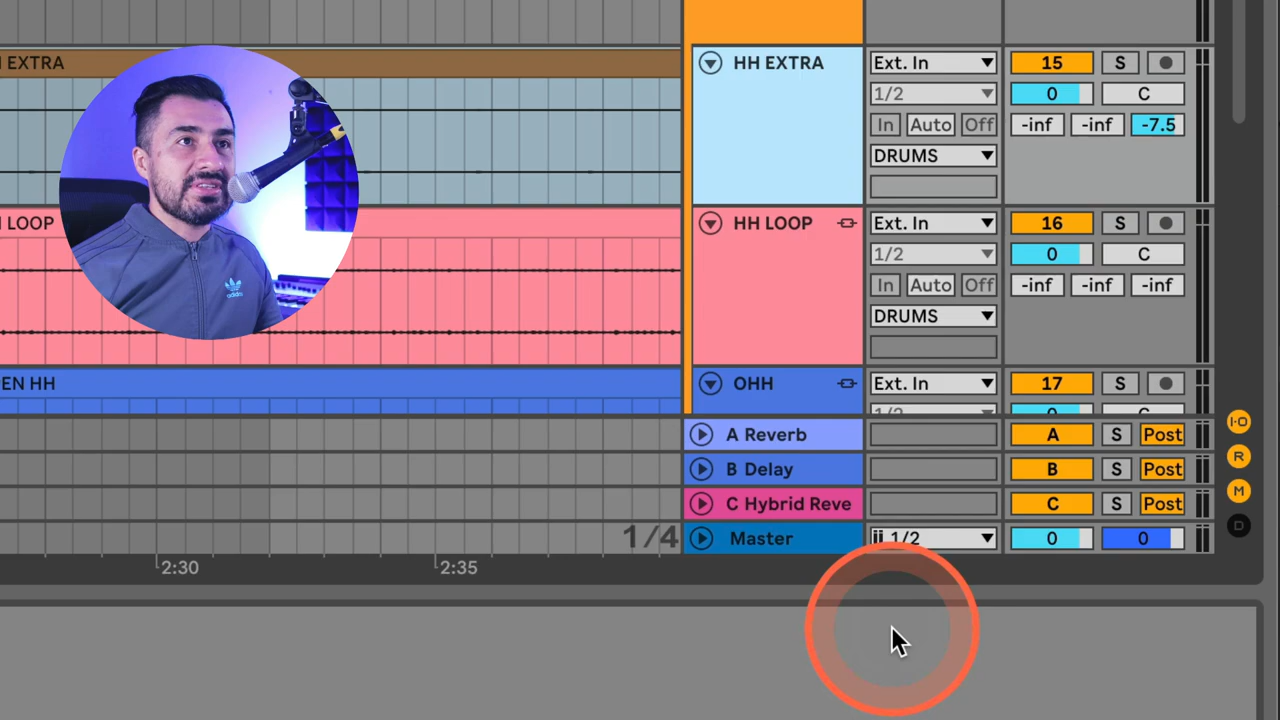 EXTRA
HH EXTRA
Ext. In
15
S
1/2
0
C
In
Auto
Off
-inf
-inf
-7.5
DRUMS
LOOP
HH LOOP
Ext. In
16
S
1/2
0
C
In
Auto
Off
-inf
-inf
-inf
DRUMS
EN HH
OHH
Ext. In
17
S
I·O
A Reverb
A
S
Post
R
B Delay
B
S
Post
M
C Hybrid Reve
C
S
Post
D
1/4
Master
1/2
0
0
2:30
2:35
adidas